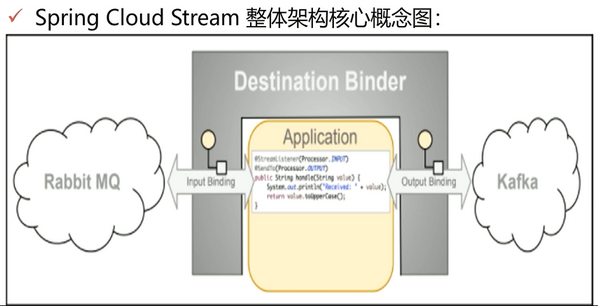 ✓ Spring Cloud Stream 整体架构核心概念图：
Destination Binder
Application
@StreamListener(Processor.INPUT)
@SendTo(Processor.OUTPUT)
public String handle(String value) {
System.out.println("Received: " + value);
return value.toUpperCase();
}
Rabbit MQ
Input Binding
Output Binding
Kafka